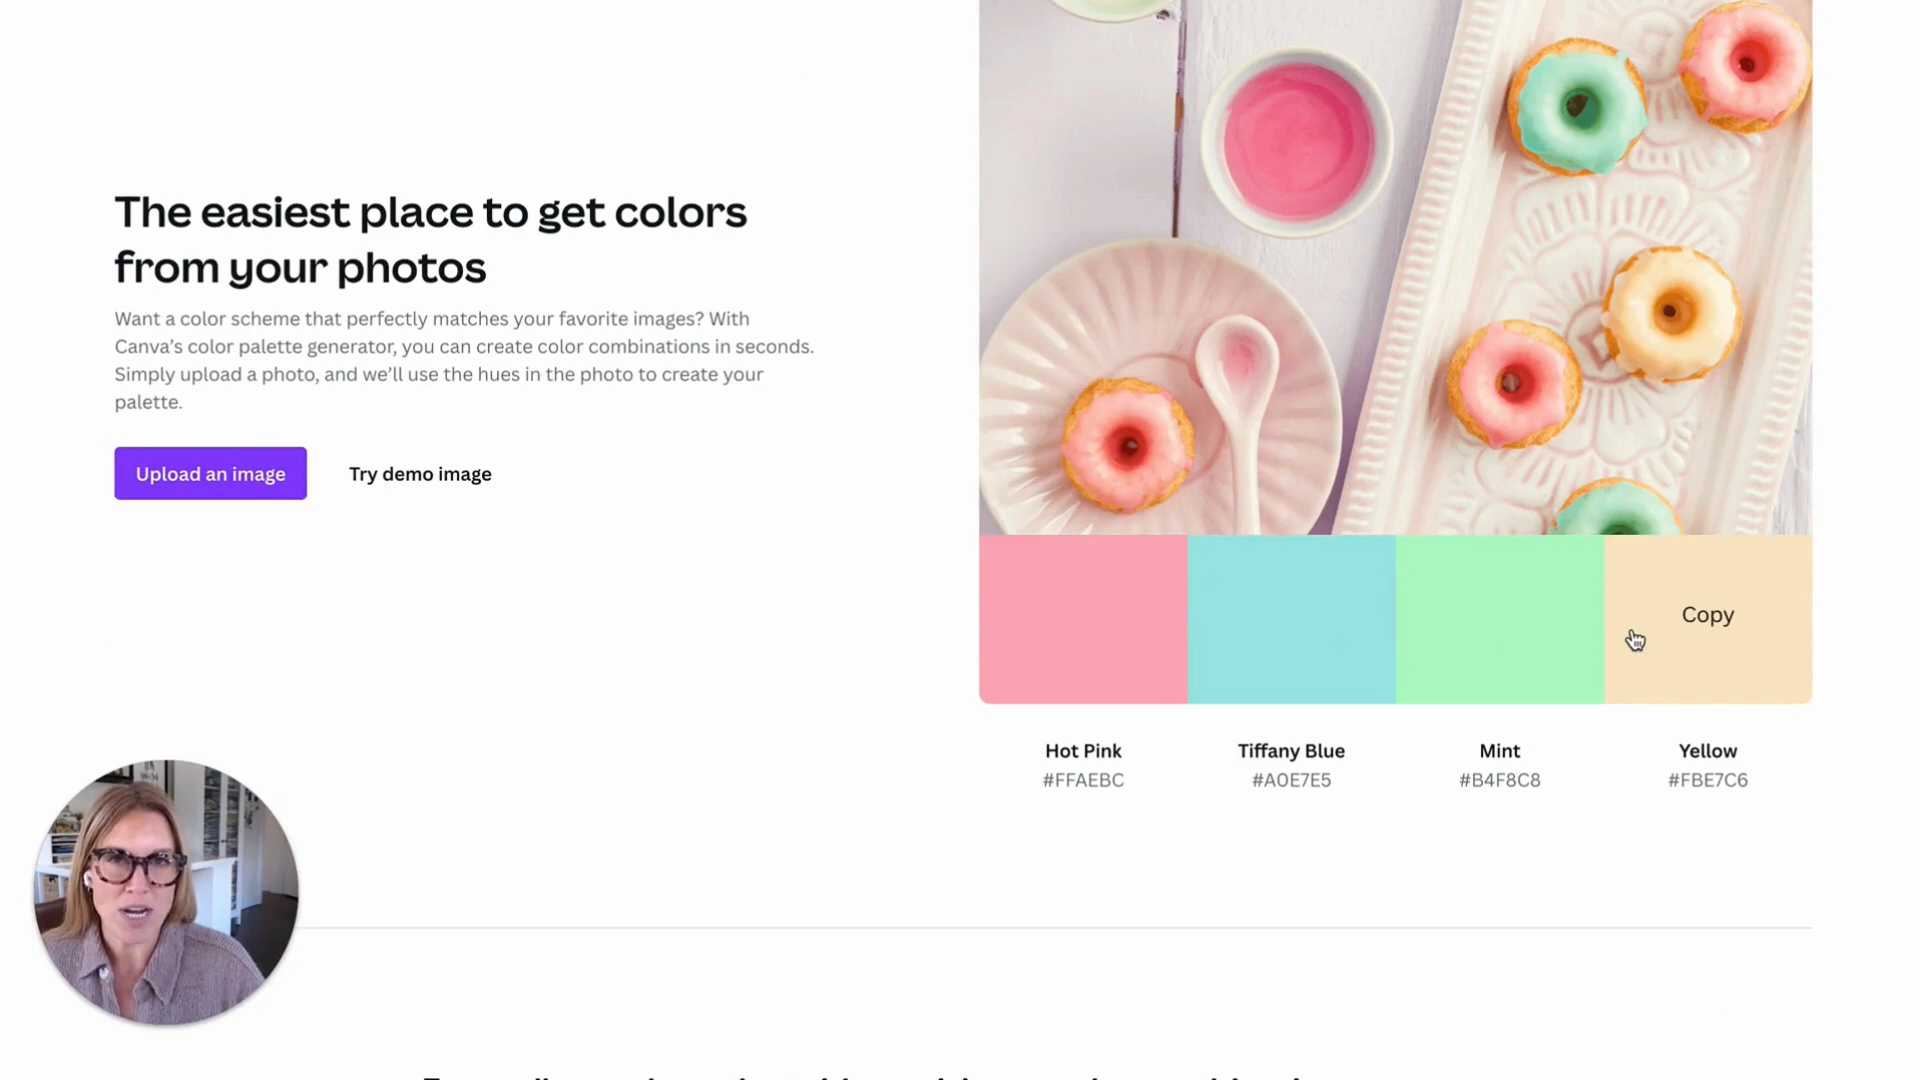 The easiest place to get colors
from your photos
Want a color scheme that perfectly matches your favorite images? With
Canva’s color palette generator, you can create color combinations in seconds.
Simply upload a photo, and we’ll use the hues in the photo to create your
palette.
Upload an image
Try demo image
Copy
Hot Pink
#FFAEBC
Tiffany Blue
#A0E7E5
Mint
#B4F8C8
Yellow
#FBE7C6